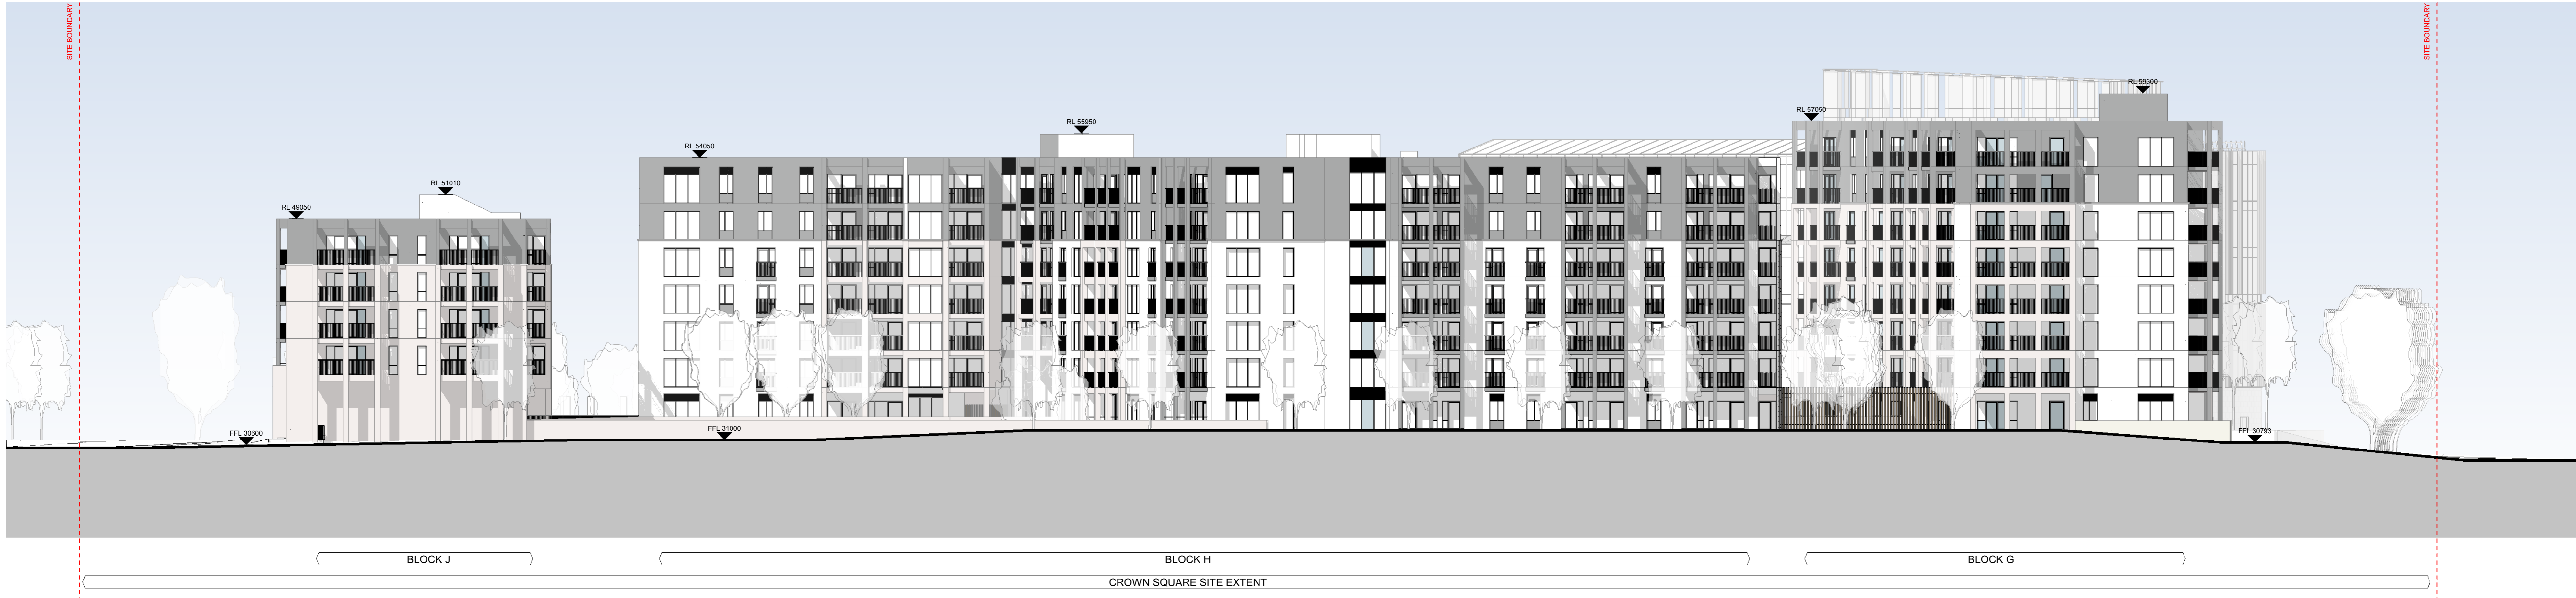 SITE BOUNDARY
SITE BOUNDARY
RL 59300
RL 57050
RL 55950
RL 54050
RL 51010
RL 49050
FFL 31000
FFL 30600
FFL 30793
BLOCK J
BLOCK H
BLOCK G
CROWN SQUARE SITE EXTENT